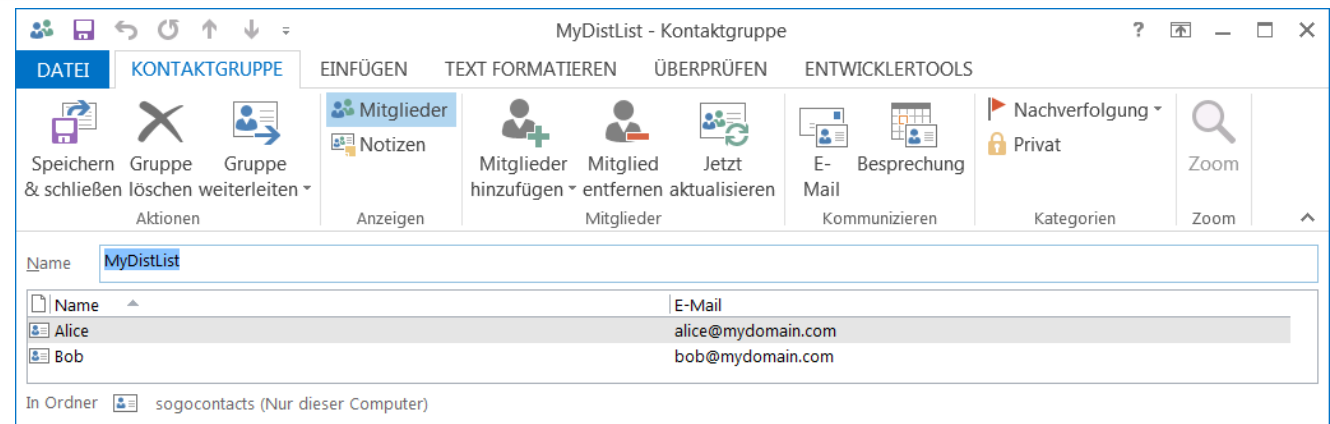 MyDistList - Kontaktgruppe
?
DATEI KONTAKTGRUPPE EINFÜGEN TEXT FORMATIEREN ÜBERPRÜFEN ENTWICKLERTOOLS
Speichern & schließen
Gruppe löschen
Gruppe weiterleiten
Aktionen
Mitglieder
Notizen
Anzeigen
Mitglieder hinzufügen
Mitglied entfernen
Jetzt aktualisieren
Mitglieder
E-Mail
Besprechung
Kommunizieren
Nachverfolgung
Privat
Kategorien
Zoom
Zoom
Name MyDistList
Name E-Mail
Alice alice@mydomain.com
Bob bob@mydomain.com
In Ordner sogocontacts (Nur dieser Computer)